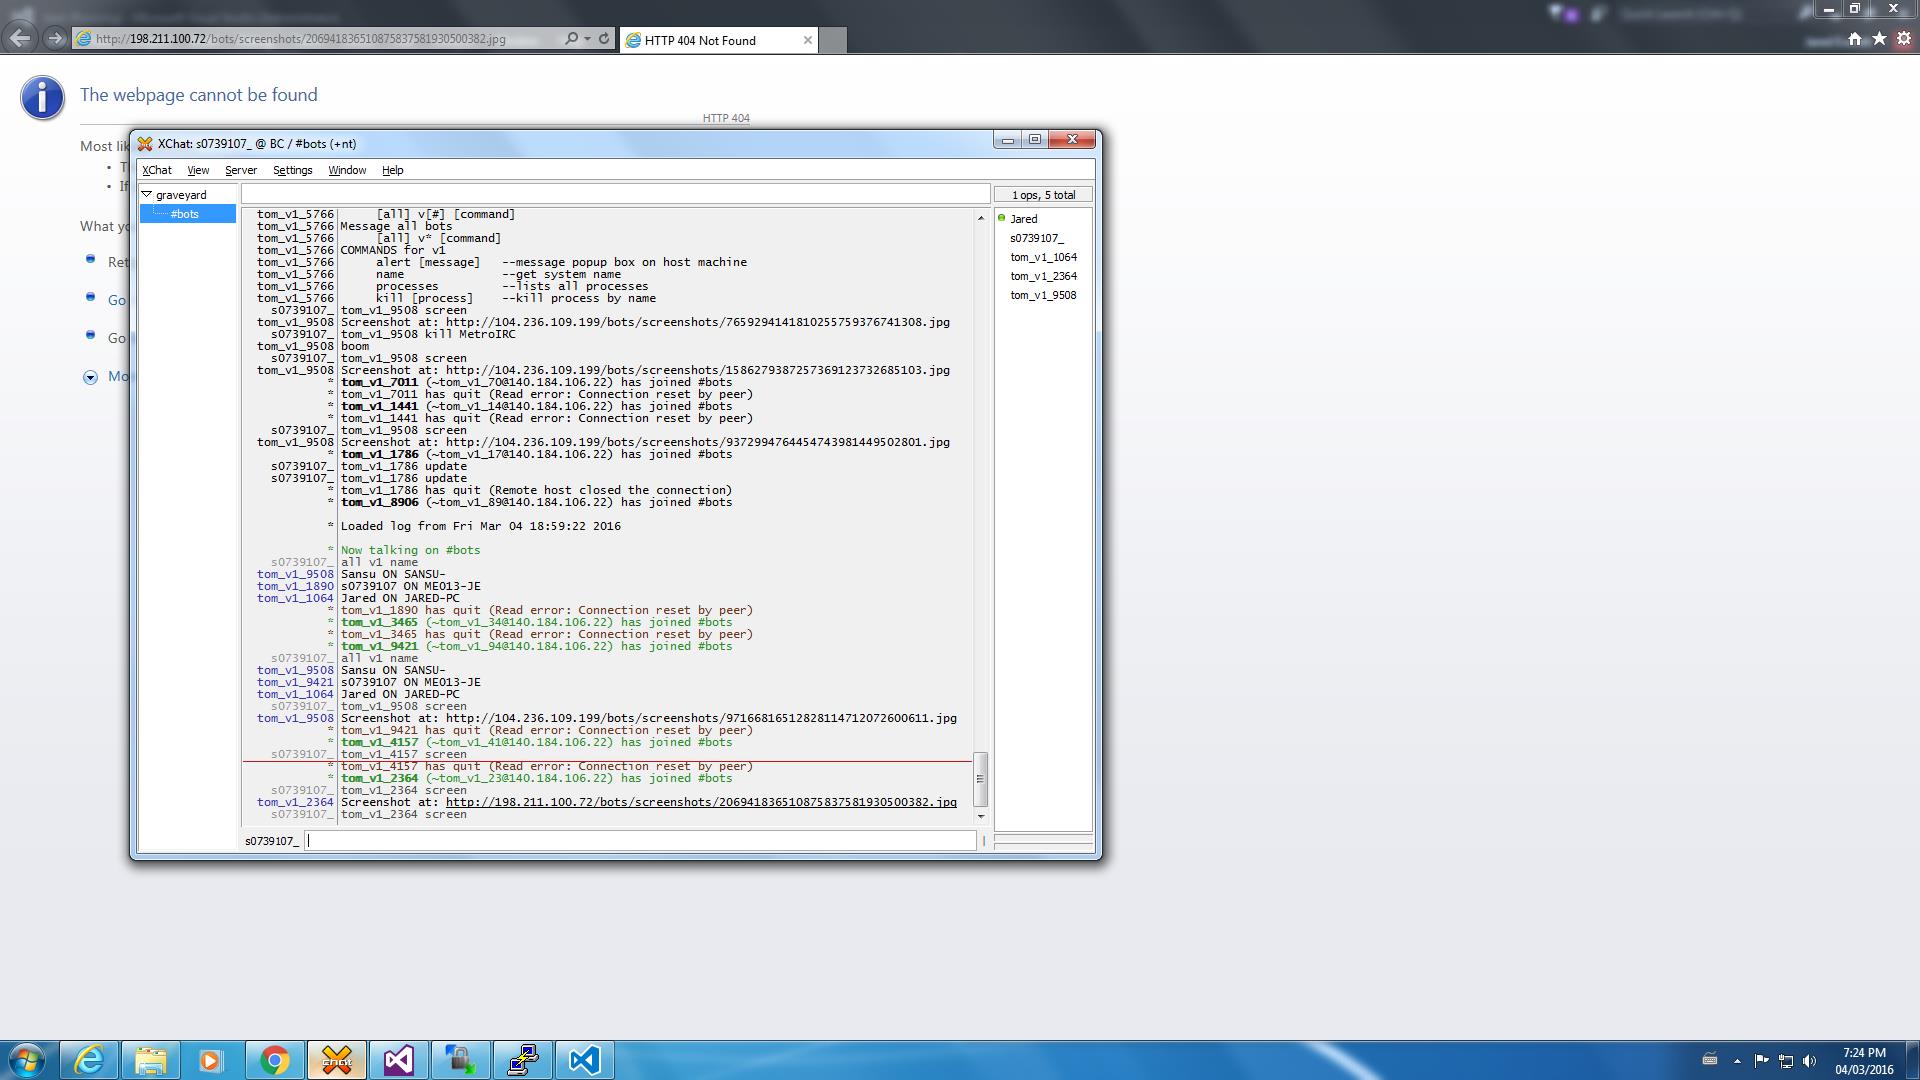 http://198.211.100.72/bots/screenshots/206941836510875837581930500382.jpg
HTTP 404 Not Found
The webpage cannot be found
HTTP 404
Most lik
What yo
Ret
Go
Go
Mo
XChat: s0739107_ @ BC / #bots (+nt)
XChat View Server Settings Window Help
graveyard
#bots
1 ops, 5 total
Jared
s0739107_
tom_v1_1064
tom_v1_2364
tom_v1_9508
tom_v1_5766 [all] v[#] [command]
tom_v1_5766 Message all bots
tom_v1_5766 [all] v* [command]
tom_v1_5766 COMMANDS for v1
tom_v1_5766 alert [message] --message popup box on host machine
tom_v1_5766 name --get system name
tom_v1_5766 processes --lists all processes
tom_v1_5766 kill [process] --kill process by name
s0739107_ tom_v1_9508 screen
tom_v1_9508 Screenshot at: http://104.236.109.199/bots/screenshots/765929414181025575937674​1308.jpg
s0739107_ tom_v1_9508 kill MetroIRC
tom_v1_9508 boom
s0739107_ tom_v1_9508 screen
tom_v1_9508 Screenshot at: http://104.236.109.199/bots/screenshots/1586279387257369123732685103.jpg
* tom_v1_7011 (~tom_v1_70@140.184.106.22) has joined #bots
* tom_v1_7011 has quit (Read error: Connection reset by peer)
* tom_v1_1441 (~tom_v1_14@140.184.106.22) has joined #bots
* tom_v1_1441 has quit (Read error: Connection reset by peer)
s0739107_ tom_v1_9508 screen
tom_v1_9508 Screenshot at: http://104.236.109.199/bots/screenshots/9372994764454743981449502801.jpg
* tom_v1_1786 (~tom_v1_17@140.184.106.22) has joined #bots
s0739107_ tom_v1_1786 update
s0739107_ tom_v1_1786 update
* tom_v1_1786 has quit (Remote host closed the connection)
* tom_v1_8906 (~tom_v1_89@140.184.106.22) has joined #bots
* Loaded log from Fri Mar 04 18:59:22 2016
* Now talking on #bots
s0739107_ all v1 name
tom_v1_9508 Sansu ON SANSU-
tom_v1_1890 s0739107 ON ME013-JE
tom_v1_1064 Jared ON JARED-PC
* tom_v1_1890 has quit (Read error: Connection reset by peer)
* tom_v1_3465 (~tom_v1_34@140.184.106.22) has joined #bots
* tom_v1_3465 has quit (Read error: Connection reset by peer)
* tom_v1_9421 (~tom_v1_94@140.184.106.22) has joined #bots
s0739107_ all v1 name
tom_v1_9508 Sansu ON SANSU-
tom_v1_9421 s0739107 ON ME013-JE
tom_v1_1064 Jared ON JARED-PC
s0739107_ tom_v1_9508 screen
tom_v1_9508 Screenshot at: http://104.236.109.199/bots/screenshots/97166816512828114712072600611.jpg
* tom_v1_9421 has quit (Read error: Connection reset by peer)
* tom_v1_4157 (~tom_v1_41@140.184.106.22) has joined #bots
s0739107_ tom_v1_4157 screen
* tom_v1_4157 has quit (Read error: Connection reset by peer)
* tom_v1_2364 (~tom_v1_23@140.184.106.22) has joined #bots
s0739107_ tom_v1_2364 screen
tom_v1_2364 Screenshot at: http://198.211.100.72/bots/screenshots/206941836510875837581930500382.jpg
s0739107_ tom_v1_2364 screen
s0739107_
7:24 PM
04/03/2016